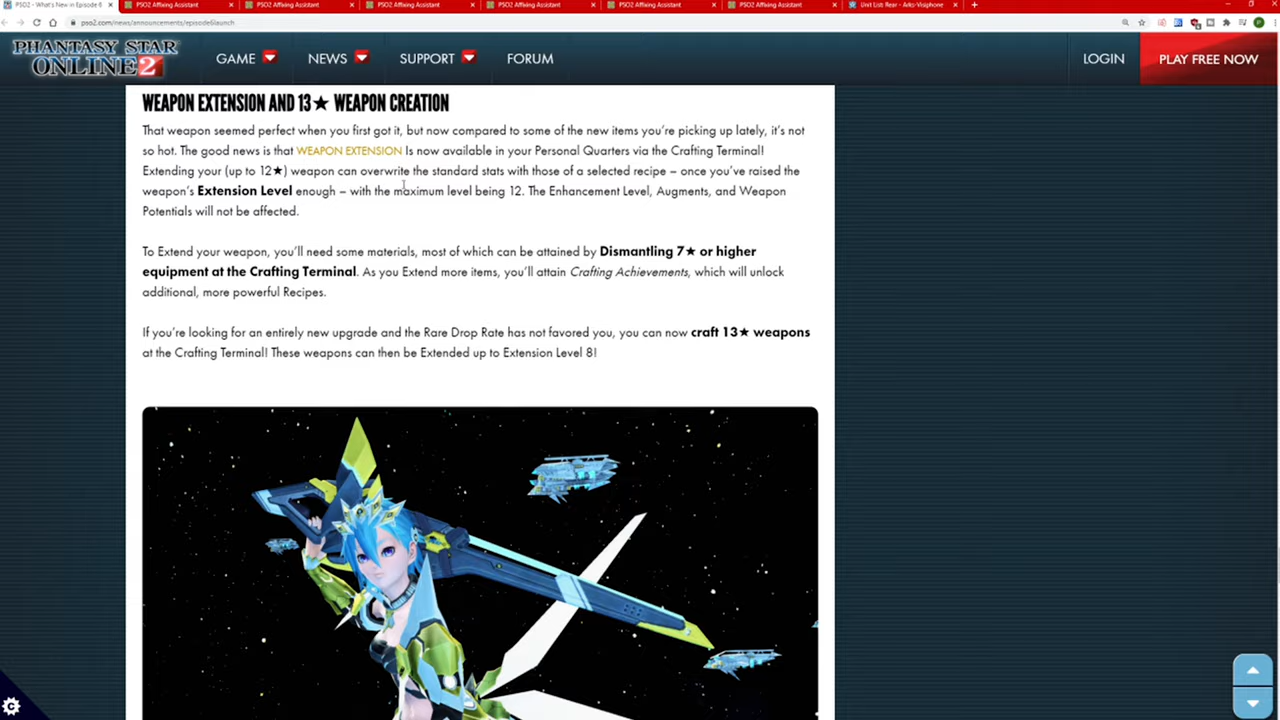 PSO2 - What's New in Episode 6
PSO2 Affixing Assistant
PSO2 Affixing Assistant
PSO2 Affixing Assistant
PSO2 Affixing Assistant
PSO2 Affixing Assistant
PSO2 Affixing Assistant
Unit List: Rear - Arks-Visiphone
pso2.com/news/announcements/episode6launch
PHANTASY STAR
ONLINE 2
GAME
NEWS
SUPPORT
FORUM
LOGIN
PLAY FREE NOW
WEAPON EXTENSION AND 13★ WEAPON CREATION
That weapon seemed perfect when you first got it, but now compared to some of the new items you're picking up lately, it's not
so hot. The good news is that WEAPON EXTENSION Is now available in your Personal Quarters via the Crafting Terminal!
Extending your (up to 12★) weapon can overwrite the standard stats with those of a selected recipe – once you've raised the
weapon's Extension Level enough – with the maximum level being 12. The Enhancement Level, Augments, and Weapon
Potentials will not be affected.
To Extend your weapon, you'll need some materials, most of which can be attained by Dismantling 7★ or higher
equipment at the Crafting Terminal. As you Extend more items, you'll attain Crafting Achievements, which will unlock
additional, more powerful Recipes.
If you're looking for an entirely new upgrade and the Rare Drop Rate has not favored you, you can now craft 13★ weapons
at the Crafting Terminal! These weapons can then be Extended up to Extension Level 8!